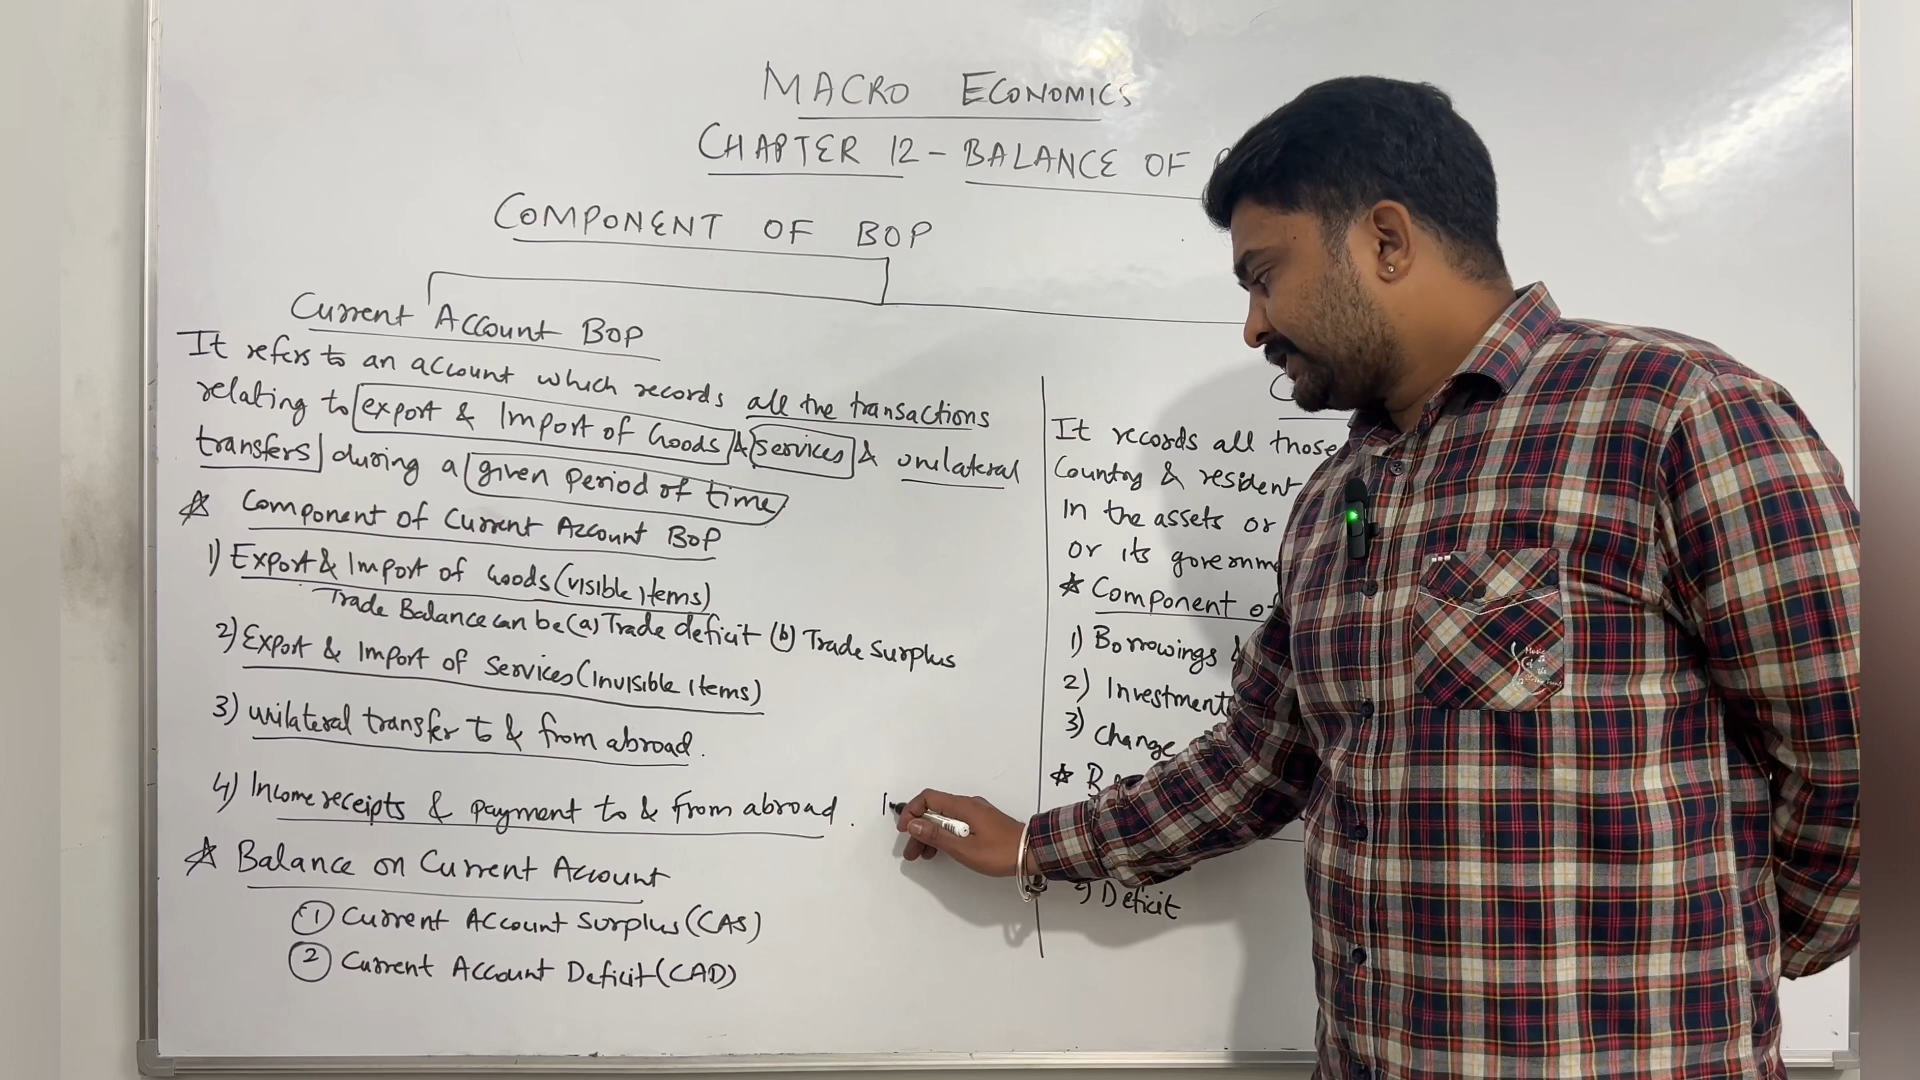 MACRO ECONOMICS
CHAPTER 12 - BALANCE OF
COMPONENT OF BOP
Current Account BOP
It refers to an account which records all the transactions
relating to export & Import of Goods & services & unilateral
transfers during a given period of time
☆ Component of Current Account BOP
1) Export & Import of Goods (visible items)
Trade Balance can be (a) Trade deficit (b) Trade surplus
2) Export & Import of Services (invisible items)
3) unilateral transfer to & from abroad.
4) Income receipts & payment to & from abroad.
☆ Balance on Current Account
① Current Account Surplus (CAS)
② Current Account Deficit (CAD)
It records all those
Country & resident
In the assets or
or its governm
☆ Component of
1) Borrowings &
2) Investment
3) Change
☆ B
2) Deficit